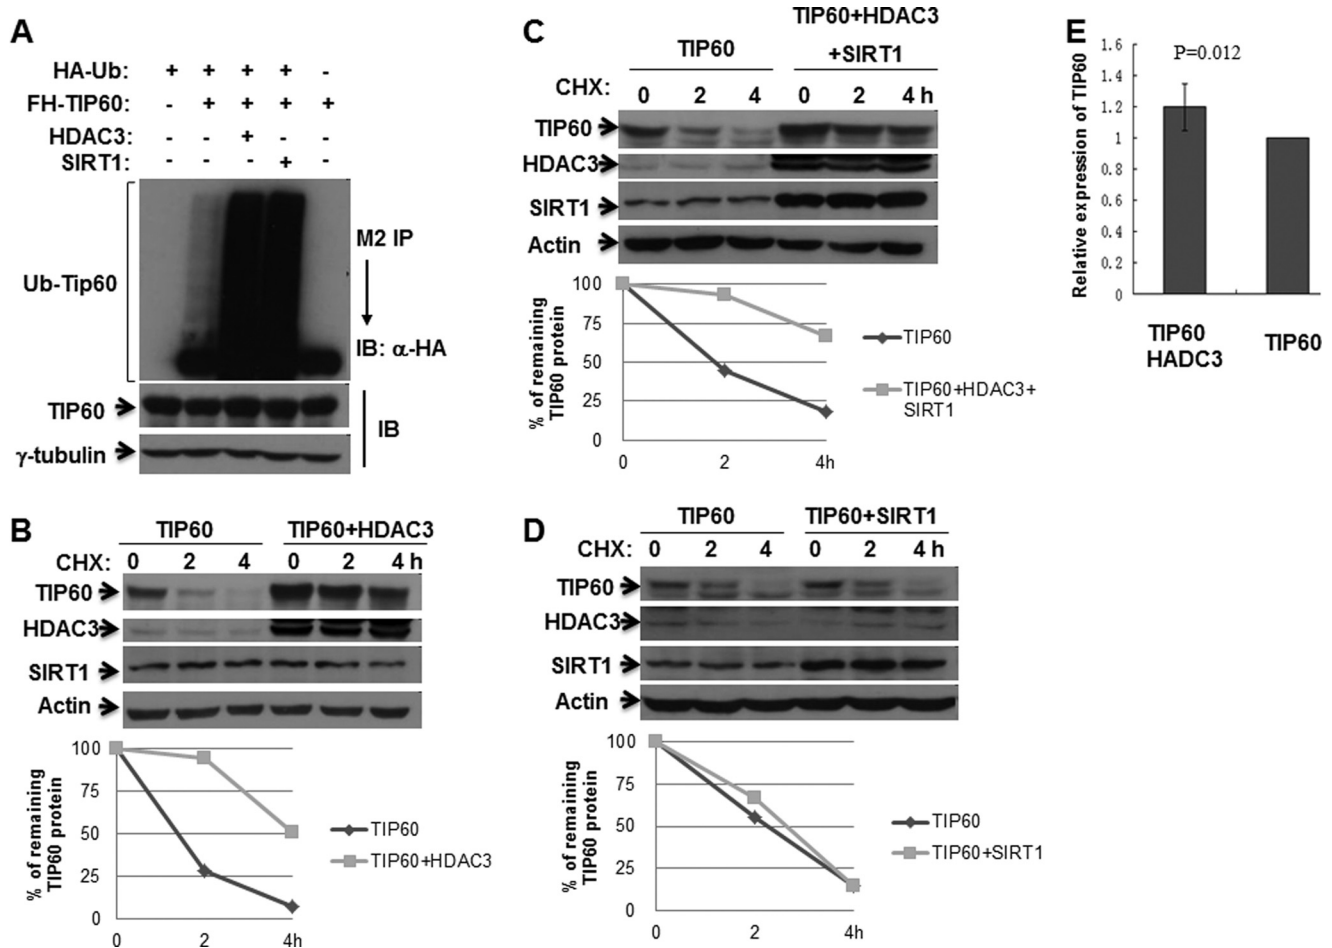 A
HA-Ub: + + + + -
FH-TIP60: - + + + +
HDAC3: - - + - -
SIRT1: - - - + -
Ub-Tip60
M2 IP
IB: α-HA
TIP60
γ-tubulin
IB
B
TIP60 TIP60+HDAC3
CHX: 0 2 4 0 2 4 h
TIP60
HDAC3
SIRT1
Actin
% of remaining
TIP60 protein
100
75
50
25
0
0 2 4h
TIP60
TIP60+HDAC3
C
TIP60
TIP60+HDAC3
+SIRT1
CHX: 0 2 4 0 2 4 h
TIP60
HDAC3
SIRT1
Actin
% of remaining
TIP60 protein
100
75
50
25
0
0 2 4h
TIP60
TIP60+HDAC3+
SIRT1
D
TIP60 TIP60+SIRT1
CHX: 0 2 4 0 2 4 h
TIP60
HDAC3
SIRT1
Actin
% of remaining
TIP60 protein
100
75
50
25
0
0 2 4h
TIP60
TIP60+SIRT1
E
Relative expression of TIP60
1.6
1.4
1.2
1
0.8
0.6
0.4
0.2
0
P=0.012
TIP60
HADC3
TIP60